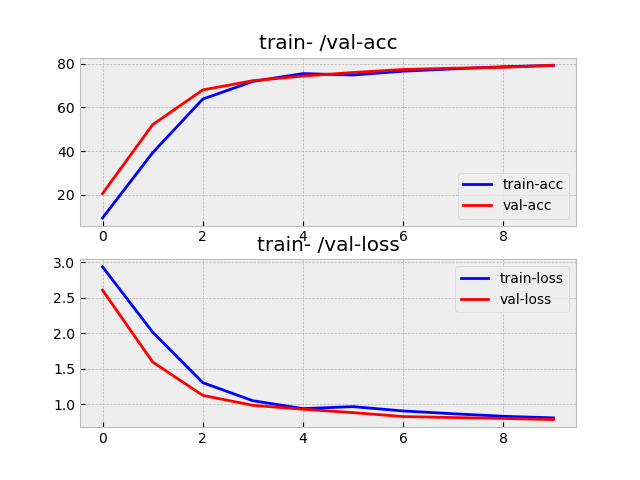 train- /val-acc
80
60
40
20
train-acc
val-acc
0 2 4 6 8
train- /val-loss
3.0
2.5
2.0
1.5
1.0
train-loss
val-loss
0 2 4 6 8